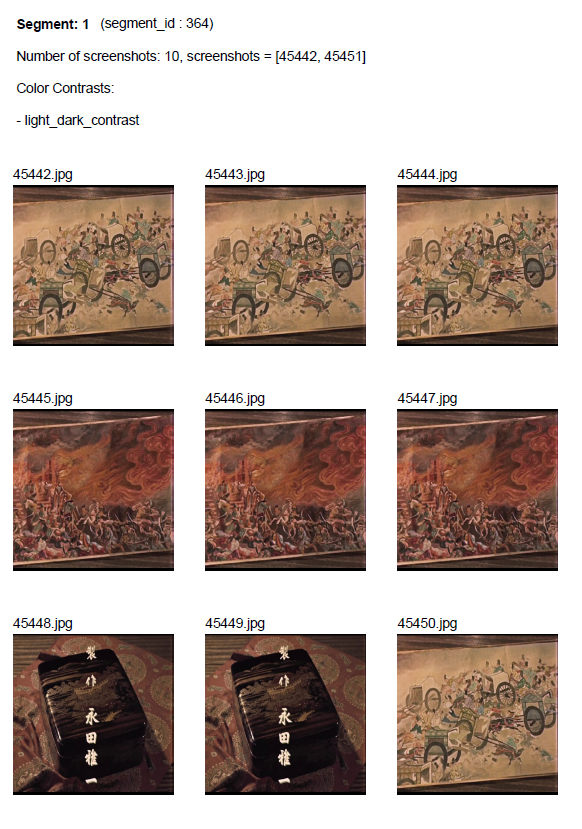 Segment: 1 (segment_id : 364)
Number of screenshots: 10, screenshots = [45442, 45451]
Color Contrasts:
- light_dark_contrast
45442.jpg
45443.jpg
45444.jpg
45445.jpg
45446.jpg
45447.jpg
45448.jpg
45449.jpg
45450.jpg
製作 永田雅一
製作 永田雅一